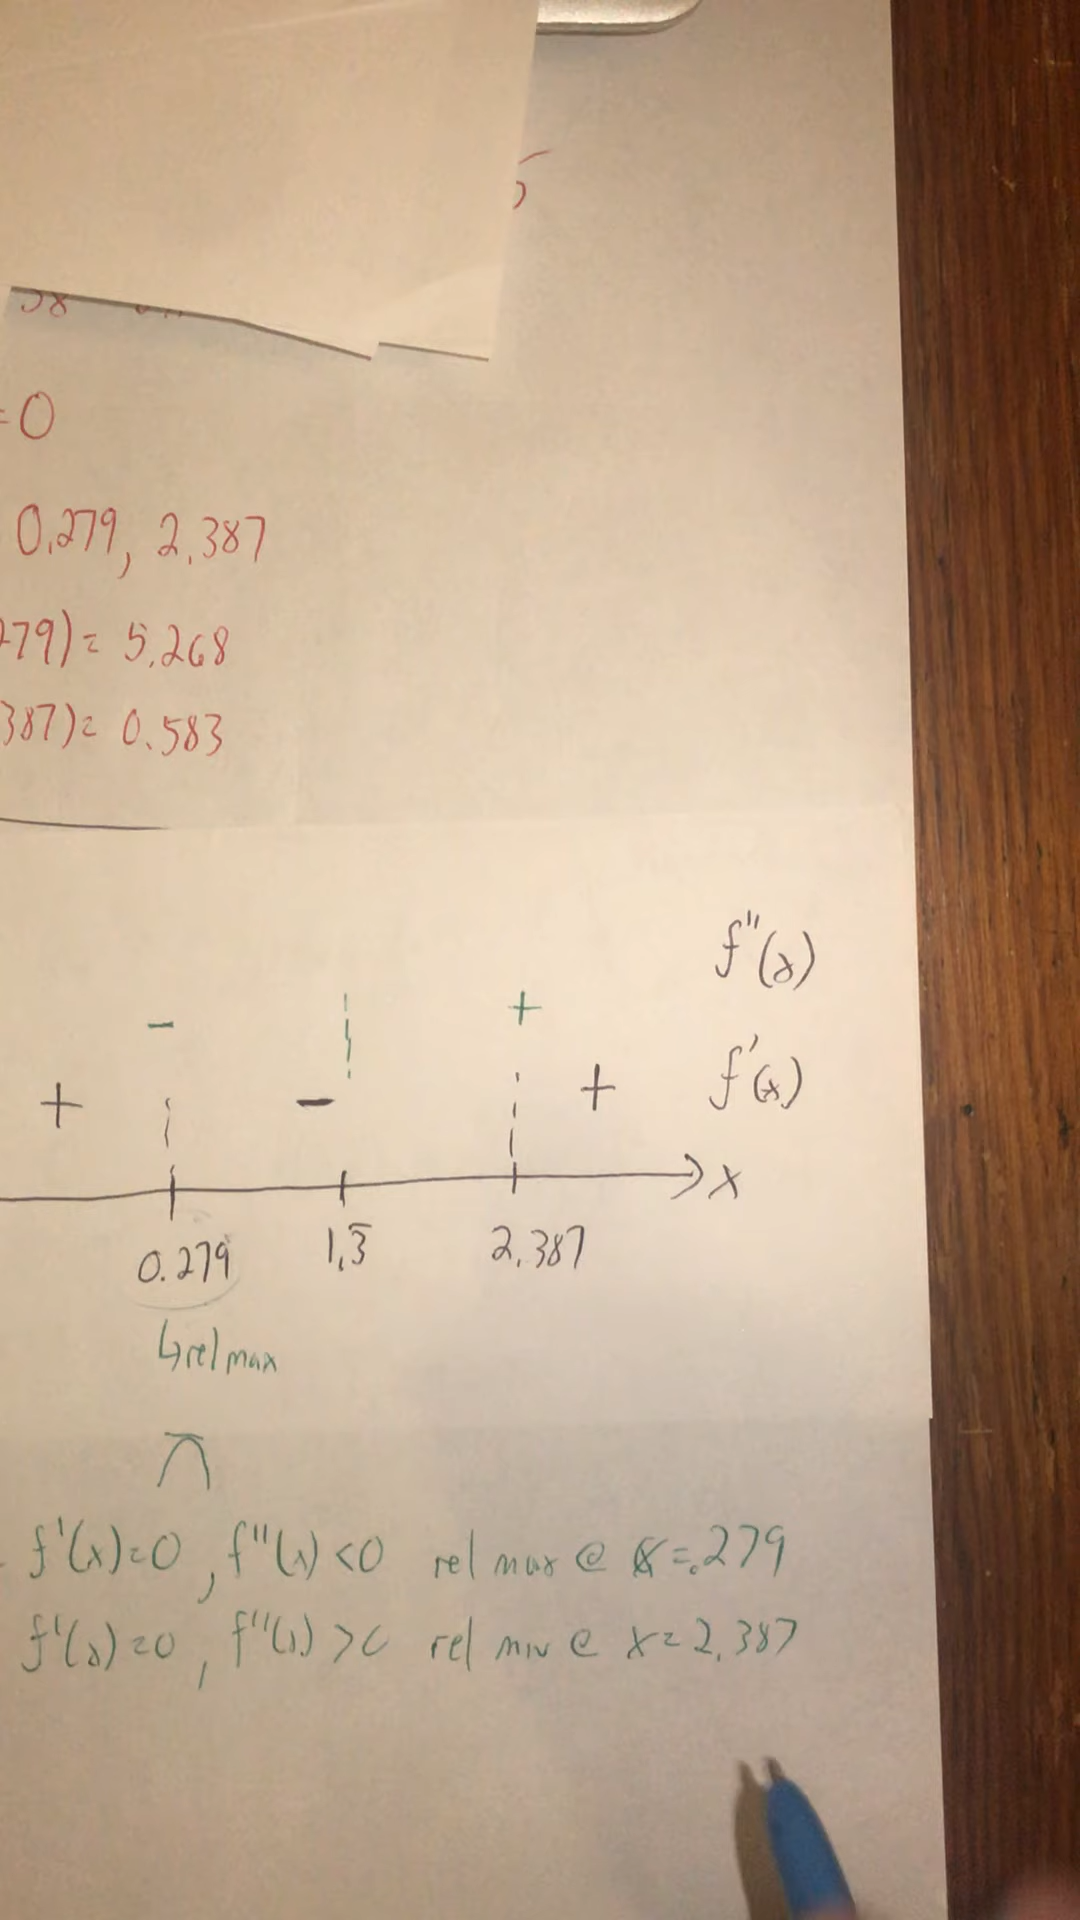 5
=0
0.279, 2.387
279)= 5.268
387)= 0.583
f''(x)
- +
+ - + f'(x)
x
0.279 1.3̅ 2.387
↳rel max
f'(x)=0, f''(x)<0 rel max @ x=.279
f'(x)=0, f''(x)>0 rel min @ x=2.387